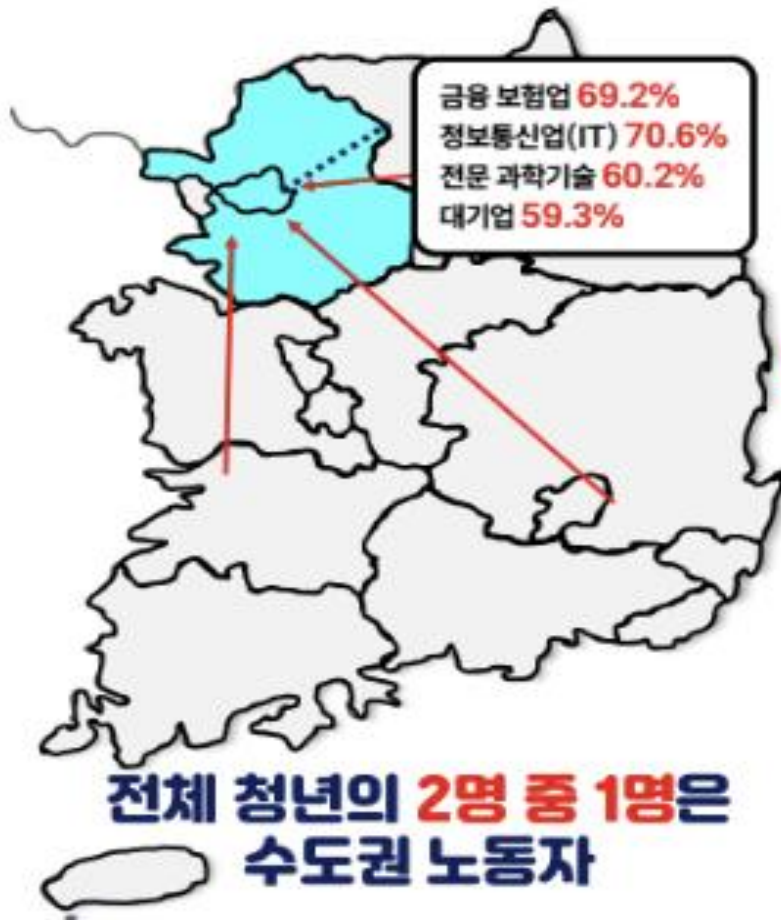 금융 보험업 69.2%
정보통신업(IT) 70.6%
전문 과학기술 60.2%
대기업 59.3%
전체 청년의 2명 중 1명은
수도권 노동자